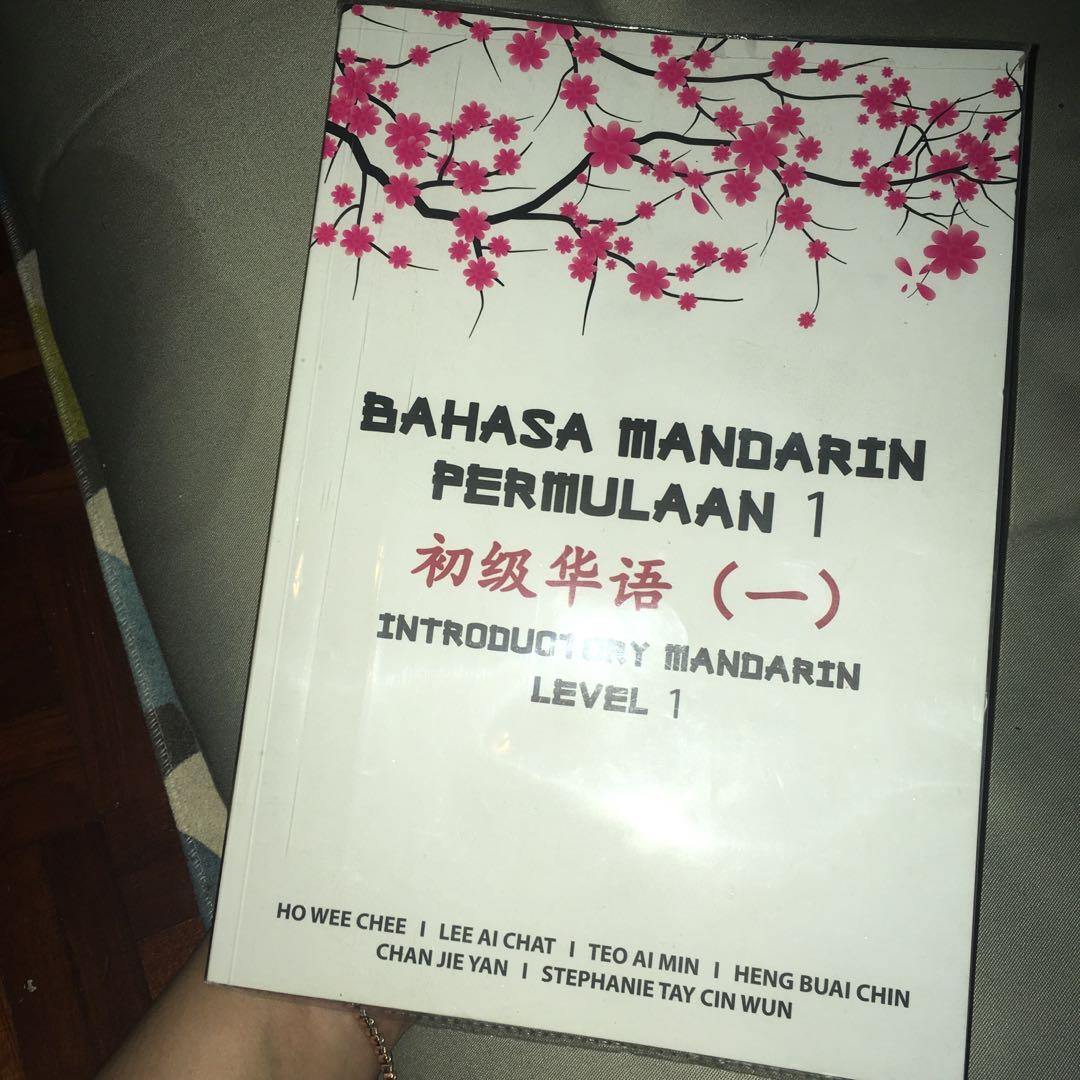 BAHASA MANDARIN
PERMULAAN 1
初级华语（一）
INTRODUCTORY MANDARIN
LEVEL 1
HO WEE CHEE I LEE AI CHAT I TEO AI MIN I HENG BUAI CHIN
CHAN JIE YAN I STEPHANIE TAY CIN WUN